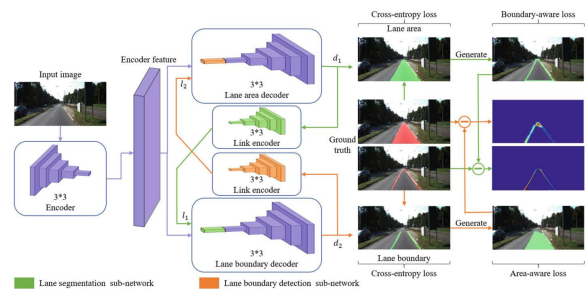 Cross-entropy loss
Boundary-aware loss
Lane area
Generate
Encoder feature
Input image
3*3
Lane area decoder
d1
l2
3*3
Link encoder
Ground
truth
3*3
Link encoder
3*3
Encoder
l1
3*3
Lane boundary decoder
d2
Generate
Lane boundary
Cross-entropy loss
Area-aware loss
Lane segmentation sub-network
Lane boundary detection sub-network